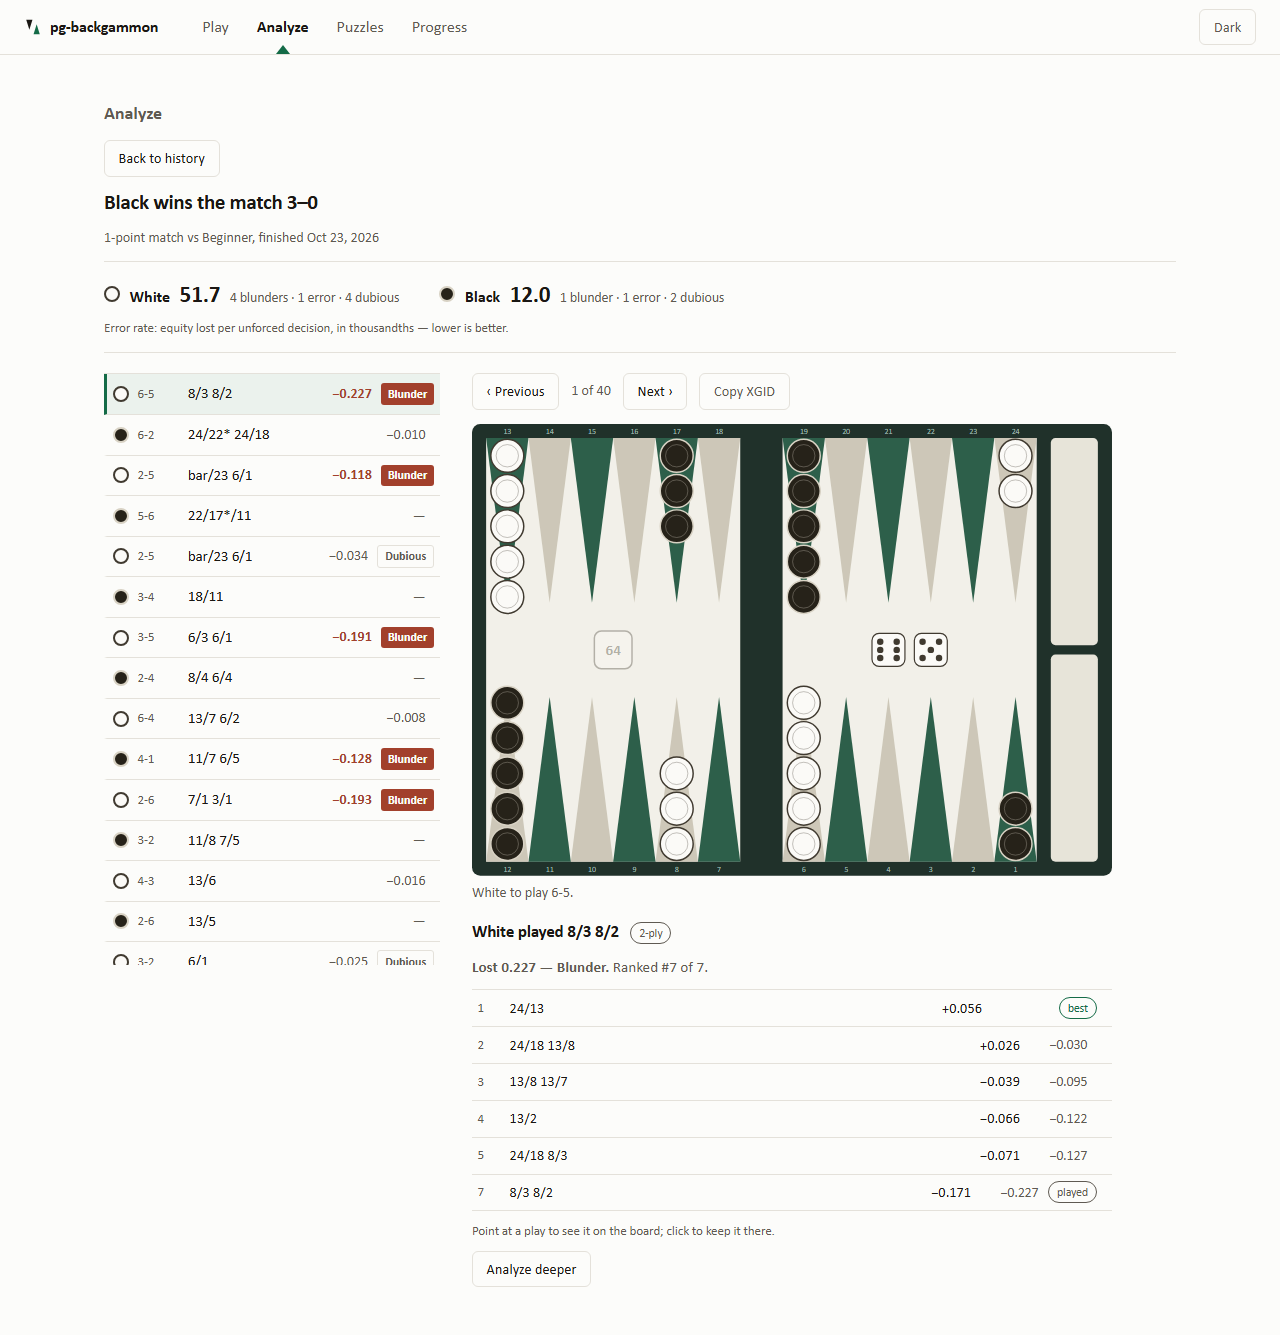 pg-backgammon Play Analyze Puzzles Progress Dark
Analyze
Back to history
Black wins the match 3–0
1-point match vs Beginner, finished Oct 23, 2026
White 51.7 4 blunders · 1 error · 4 dubious Black 12.0 1 blunder · 1 error · 2 dubious
Error rate: equity lost per unforced decision, in thousandths — lower is better.
6-5 8/3 8/2 −0.227 Blunder
6-2 24/22* 24/18 −0.010
2-5 bar/23 6/1 −0.118 Blunder
5-6 22/17*/11 —
2-5 bar/23 6/1 −0.034 Dubious
3-4 18/11 —
3-5 6/3 6/1 −0.191 Blunder
2-4 8/4 6/4 —
6-4 13/7 6/2 −0.008
4-1 11/7 6/5 −0.128 Blunder
2-6 7/1 3/1 −0.193 Blunder
3-2 11/8 7/5 —
4-3 13/6 −0.016
2-6 13/5 —
3-2 6/1 −0.025 Dubious
‹ Previous 1 of 40 Next › Copy XGID
13 14 15 16 17 18 19 20 21 22 23 24
64
12 11 10 9 8 7 6 5 4 3 2 1
White to play 6-5.
White played 8/3 8/2 2-ply
Lost 0.227 — Blunder. Ranked #7 of 7.
1 24/13 +0.056 best
2 24/18 13/8 +0.026 −0.030
3 13/8 13/7 −0.039 −0.095
4 13/2 −0.066 −0.122
5 24/18 8/3 −0.071 −0.127
7 8/3 8/2 −0.171 −0.227 played
Point at a play to see it on the board; click to keep it there.
Analyze deeper